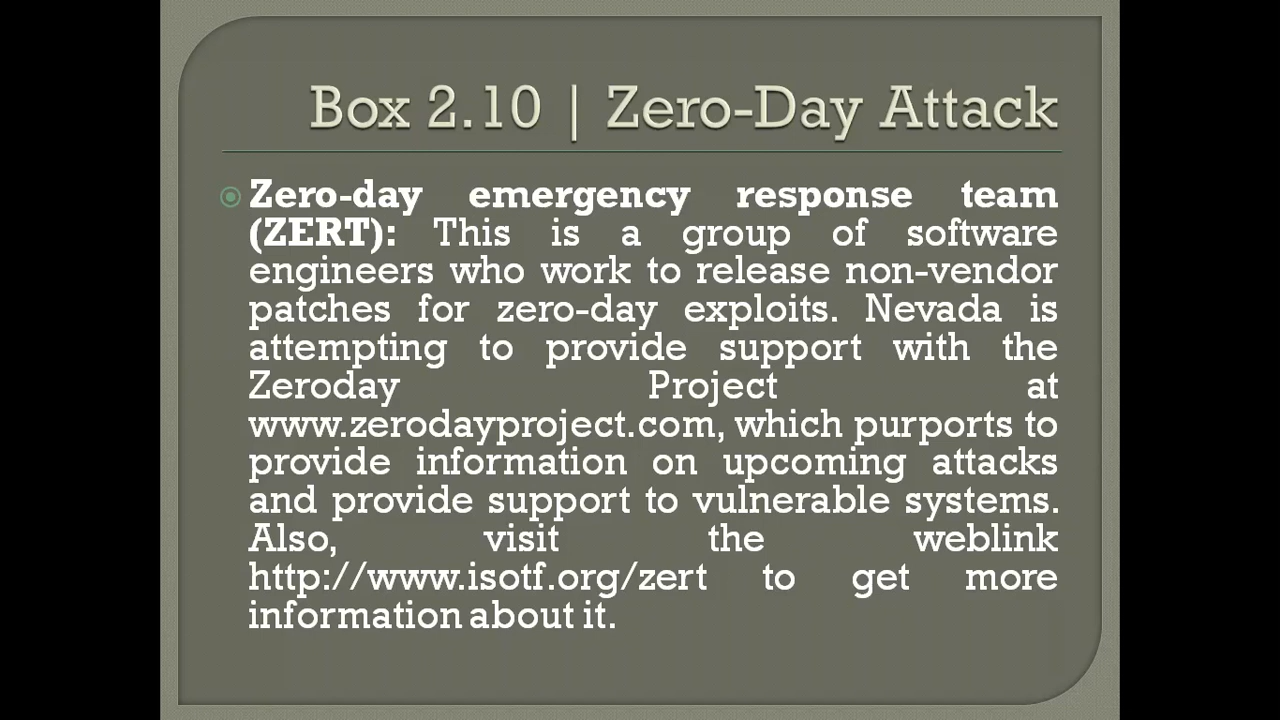 Box 2.10 | Zero-Day Attack
Zero-day emergency response team
(ZERT): This is a group of software
engineers who work to release non-vendor
patches for zero-day exploits. Nevada is
attempting to provide support with the
Zeroday Project at
www.zerodayproject.com, which purports to
provide information on upcoming attacks
and provide support to vulnerable systems.
Also, visit the weblink
http://www.isotf.org/zert to get more
information about it.